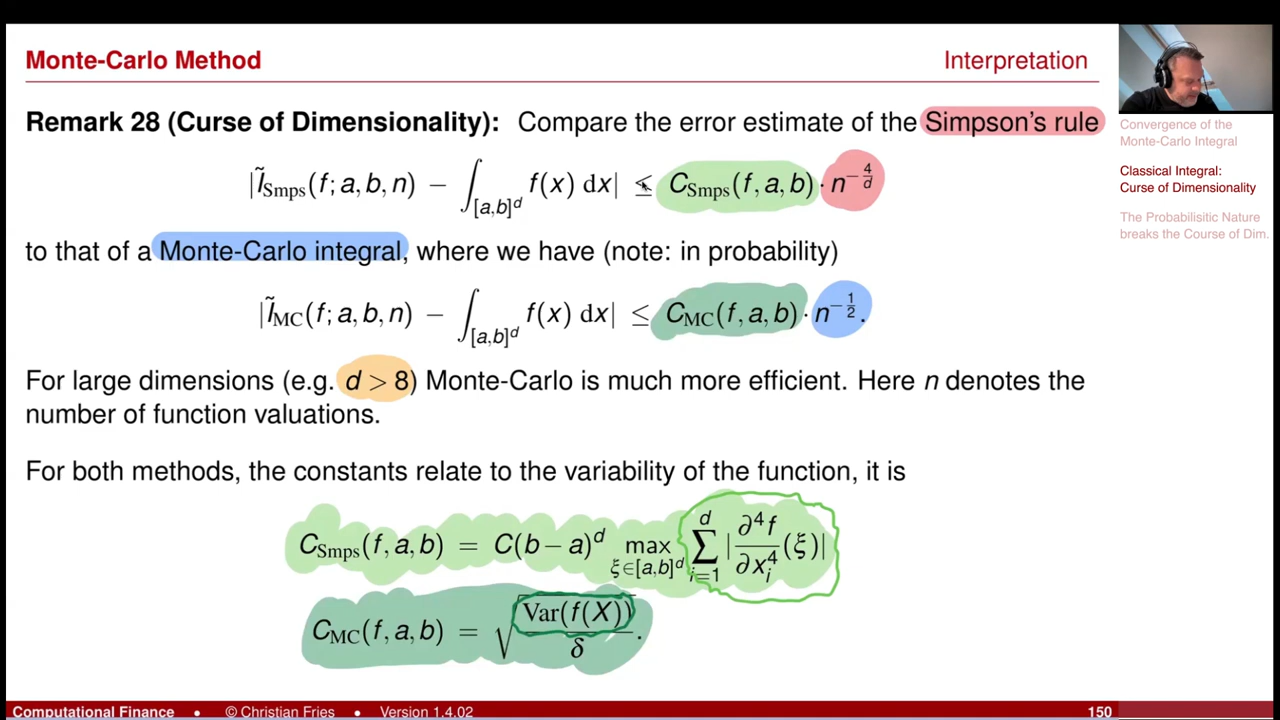 Monte-Carlo Method
Interpretation
Remark 28 (Curse of Dimensionality): Compare the error estimate of the Simpson's rule
|Ĩ_Smps(f; a, b, n) − ∫_{[a,b]^d} f(x) dx| ≤ C_Smps(f, a, b) · n^{−4/d}
to that of a Monte-Carlo integral, where we have (note: in probability)
|Ĩ_MC(f; a, b, n) − ∫_{[a,b]^d} f(x) dx| ≤ C_MC(f, a, b) · n^{−1/2}.
For large dimensions (e.g. d > 8) Monte-Carlo is much more efficient. Here n denotes the
number of function valuations.
For both methods, the constants relate to the variability of the function, it is
C_Smps(f, a, b) = C(b − a)^d max_{ξ∈[a,b]^d} ∑_{i=1}^{d} |∂⁴f/∂x_i⁴(ξ)|
C_MC(f, a, b) = √(Var(f(X))/δ).
Convergence of the
Monte-Carlo Integral
Classical Integral:
Curse of Dimensionality
The Probabilisitic Nature
breaks the Course of Dim.
Computational Finance • © Christian Fries • Version 1.4.02
150